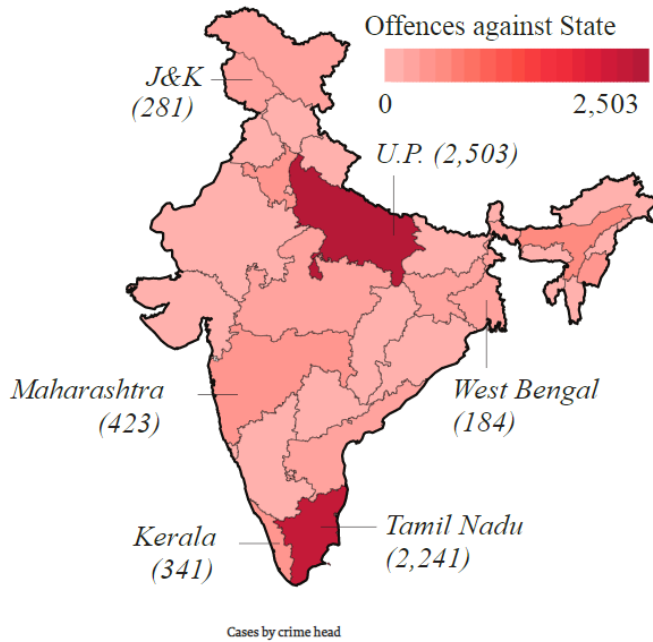 Offences against State
0 2,503
J&K
(281)
U.P. (2,503)
Maharashtra
(423)
West Bengal
(184)
Kerala
(341)
Tamil Nadu
(2,241)
Cases by crime head